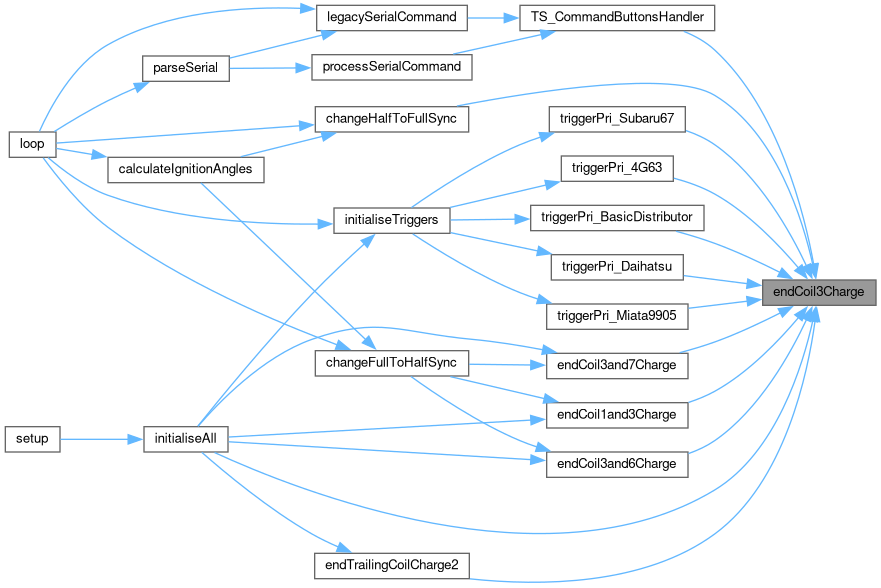 legacySerialCommand
TS_CommandButtonsHandler
parseSerial
processSerialCommand
changeHalfToFullSync
triggerPri_Subaru67
loop
calculateIgnitionAngles
triggerPri_4G63
initialiseTriggers
triggerPri_BasicDistributor
triggerPri_Daihatsu
endCoil3Charge
triggerPri_Miata9905
changeFullToHalfSync
endCoil3and7Charge
endCoil1and3Charge
setup
initialiseAll
endCoil3and6Charge
endTrailingCoilCharge2